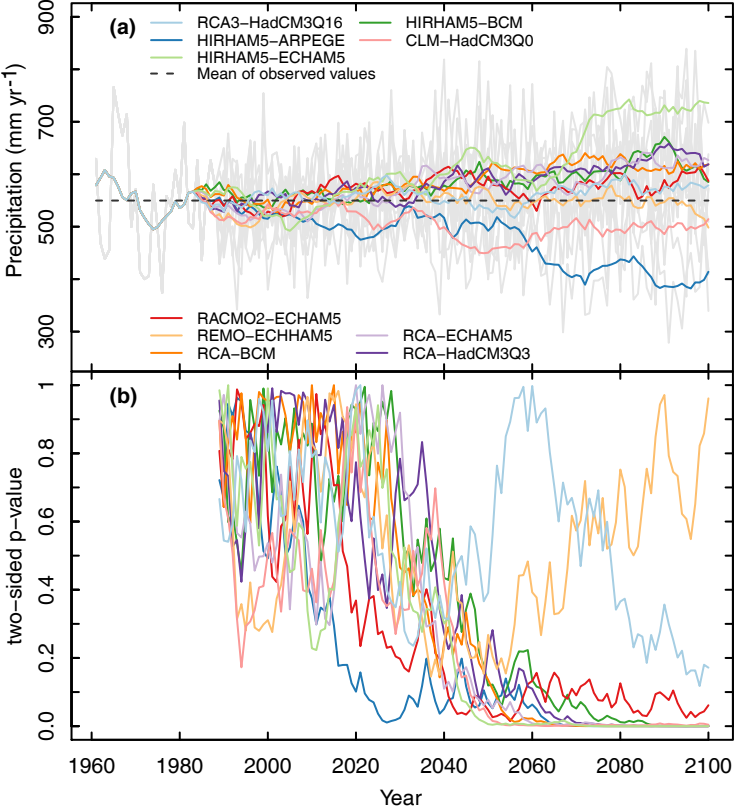 (a)
RCA3−HadCM3Q16
HIRHAM5−ARPEGE
HIRHAM5−ECHAM5
Mean of observed values
HIRHAM5−BCM
CLM−HadCM3Q0
900
700
550
500
300
Precipitation (mm yr⁻¹)
RACMO2−ECHAM5
REMO−ECHHAM5
RCA−BCM
RCA−ECHAM5
RCA−HadCM3Q3
(b)
1
0.8
0.6
0.4
0.2
0.0
two−sided p−value
1960 1980 2000 2020 2040 2060 2080 2100
Year